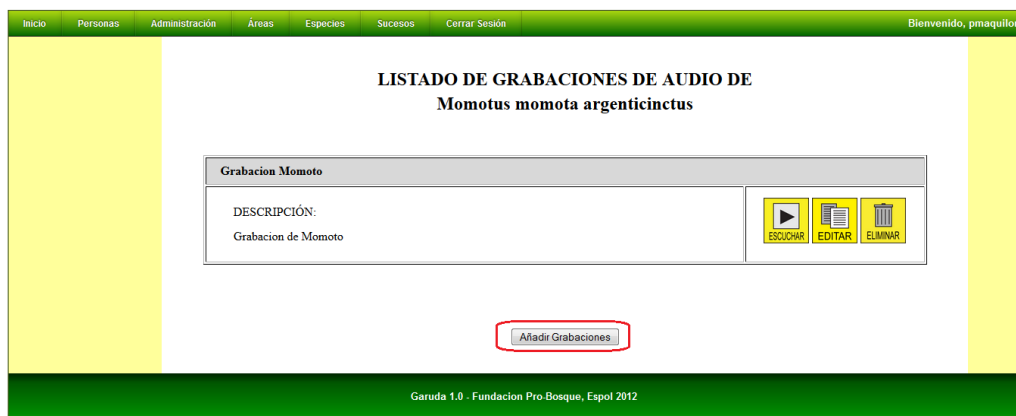 Inicio Personas Administración Áreas Especies Sucesos Cerrar Sesión Bienvenido, pmaquilon
LISTADO DE GRABACIONES DE AUDIO DE
Momotus momota argenticinctus
Grabacion Momoto
DESCRIPCIÓN:
Grabacion de Momoto
ESCUCHAR EDITAR ELIMINAR
Añadir Grabaciones
Garuda 1.0 - Fundacion Pro-Bosque, Espol 2012